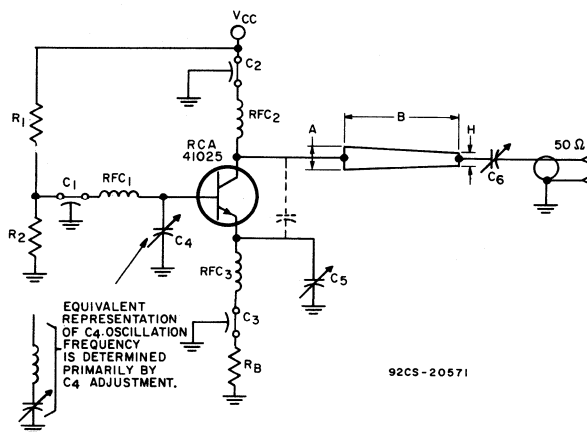 VCC
C2
RFC2
R1
RCA
41025
A
B
H
50 Ω
C6
C1
RFC1
R2
C4
RFC3
C5
C3
RB
EQUIVALENT
REPRESENTATION
OF C4. OSCILLATION
FREQUENCY
IS DETERMINED
PRIMARILY BY
C4 ADJUSTMENT.
92CS-20571